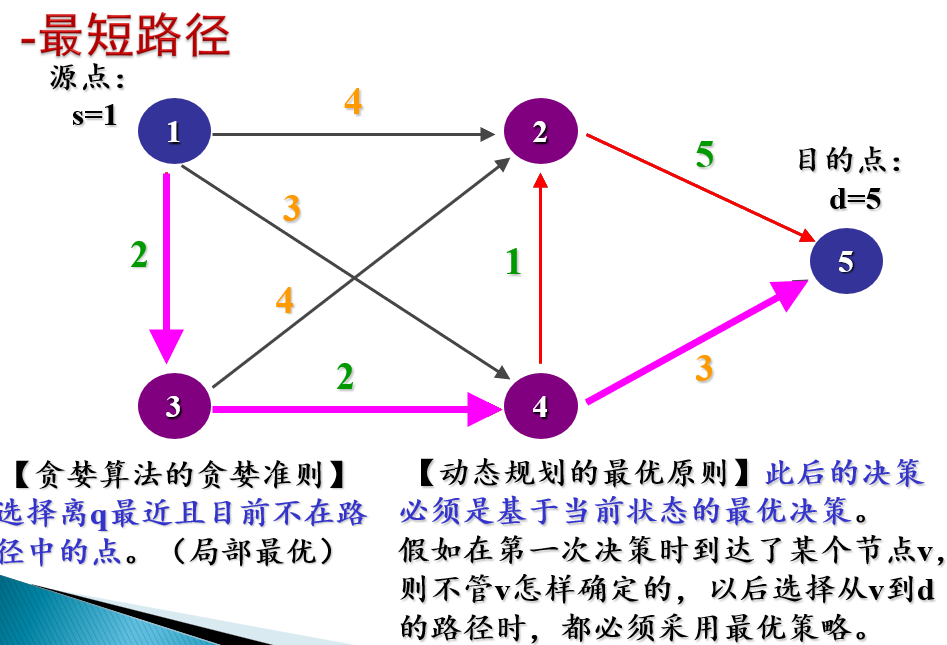 -最短路径
源点：
s=1
4
1
2
5
目的点：
d=5
3
2
5
1
4
2
3
3
4
【贪婪算法的贪婪准则】
选择离q最近且目前不在路
径中的点。（局部最优）
【动态规划的最优原则】此后的决策
必须是基于当前状态的最优决策。
假如在第一次决策时到达了某个节点v，
则不管v怎样确定的，以后选择从v到d
的路径时，都必须采用最优策略。